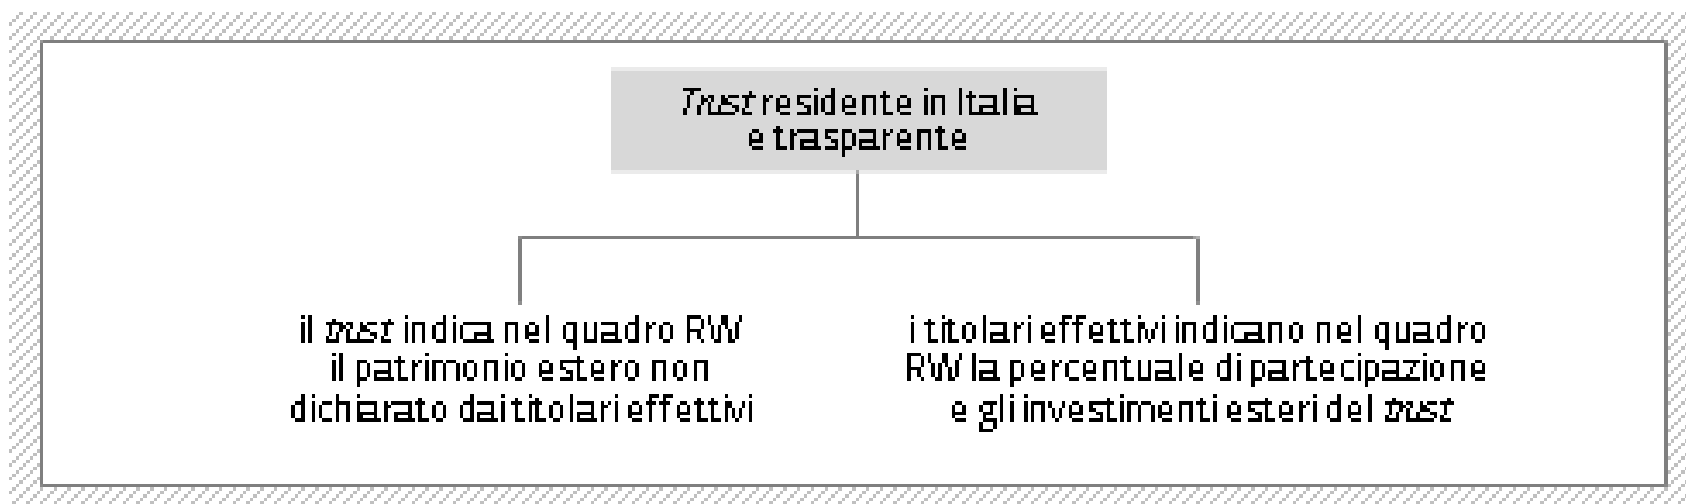 Trust residente in Italia
e trasparente
il trust indica nel quadro RW
il patrimonio estero non
dichiarato dai titolari effettivi
i titolari effettivi indicano nel quadro
RW la percentuale di partecipazione
e gli investimenti esteri del trust